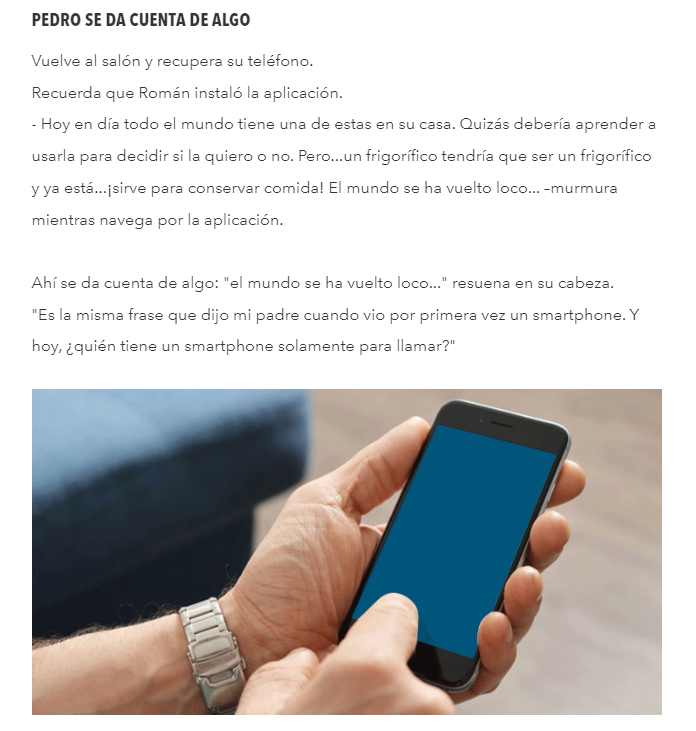 PEDRO SE DA CUENTA DE ALGO
Vuelve al salón y recupera su teléfono.
Recuerda que Román instaló la aplicación.
- Hoy en día todo el mundo tiene una de estas en su casa. Quizás debería aprender a
usarla para decidir si la quiero o no. Pero...un frigorífico tendría que ser un frigorífico
y ya está...¡sirve para conservar comida! El mundo se ha vuelto loco... –murmura
mientras navega por la aplicación.
Ahí se da cuenta de algo: "el mundo se ha vuelto loco..." resuena en su cabeza.
"Es la misma frase que dijo mi padre cuando vio por primera vez un smartphone. Y
hoy, ¿quién tiene un smartphone solamente para llamar?"